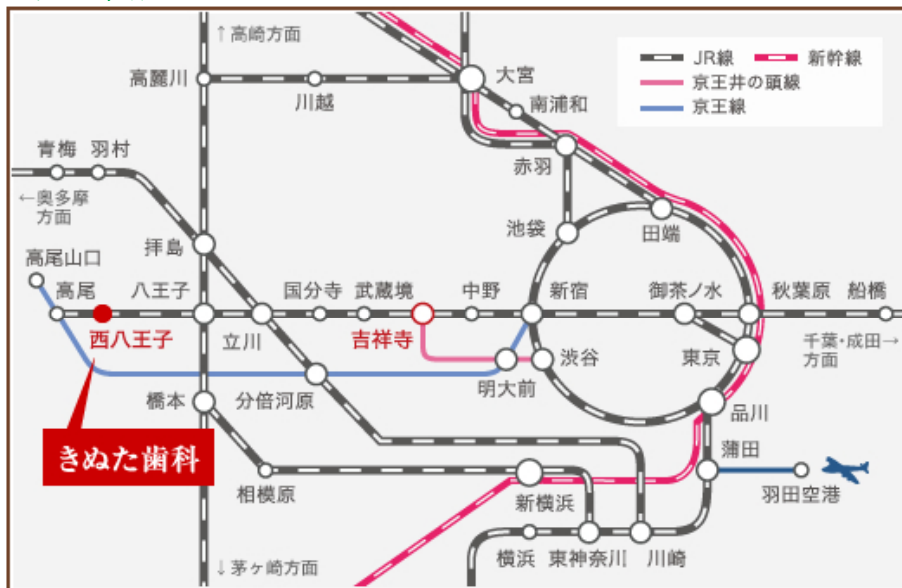 ↑高崎方面
JR線
新幹線
京王井の頭線
京王線
高麗川
川越
大宮
南浦和
赤羽
青梅
羽村
←奥多摩
方面
池袋
田端
拝島
高尾山口
高尾
八王子
国分寺
武蔵境
中野
新宿
御茶ノ水
秋葉原
船橋
西八王子
立川
吉祥寺
渋谷
東京
千葉・成田→
方面
明大前
橋本
分倍河原
品川
きぬた歯科
蒲田
相模原
新横浜
羽田空港
横浜
東神奈川
川崎
↓茅ヶ崎方面